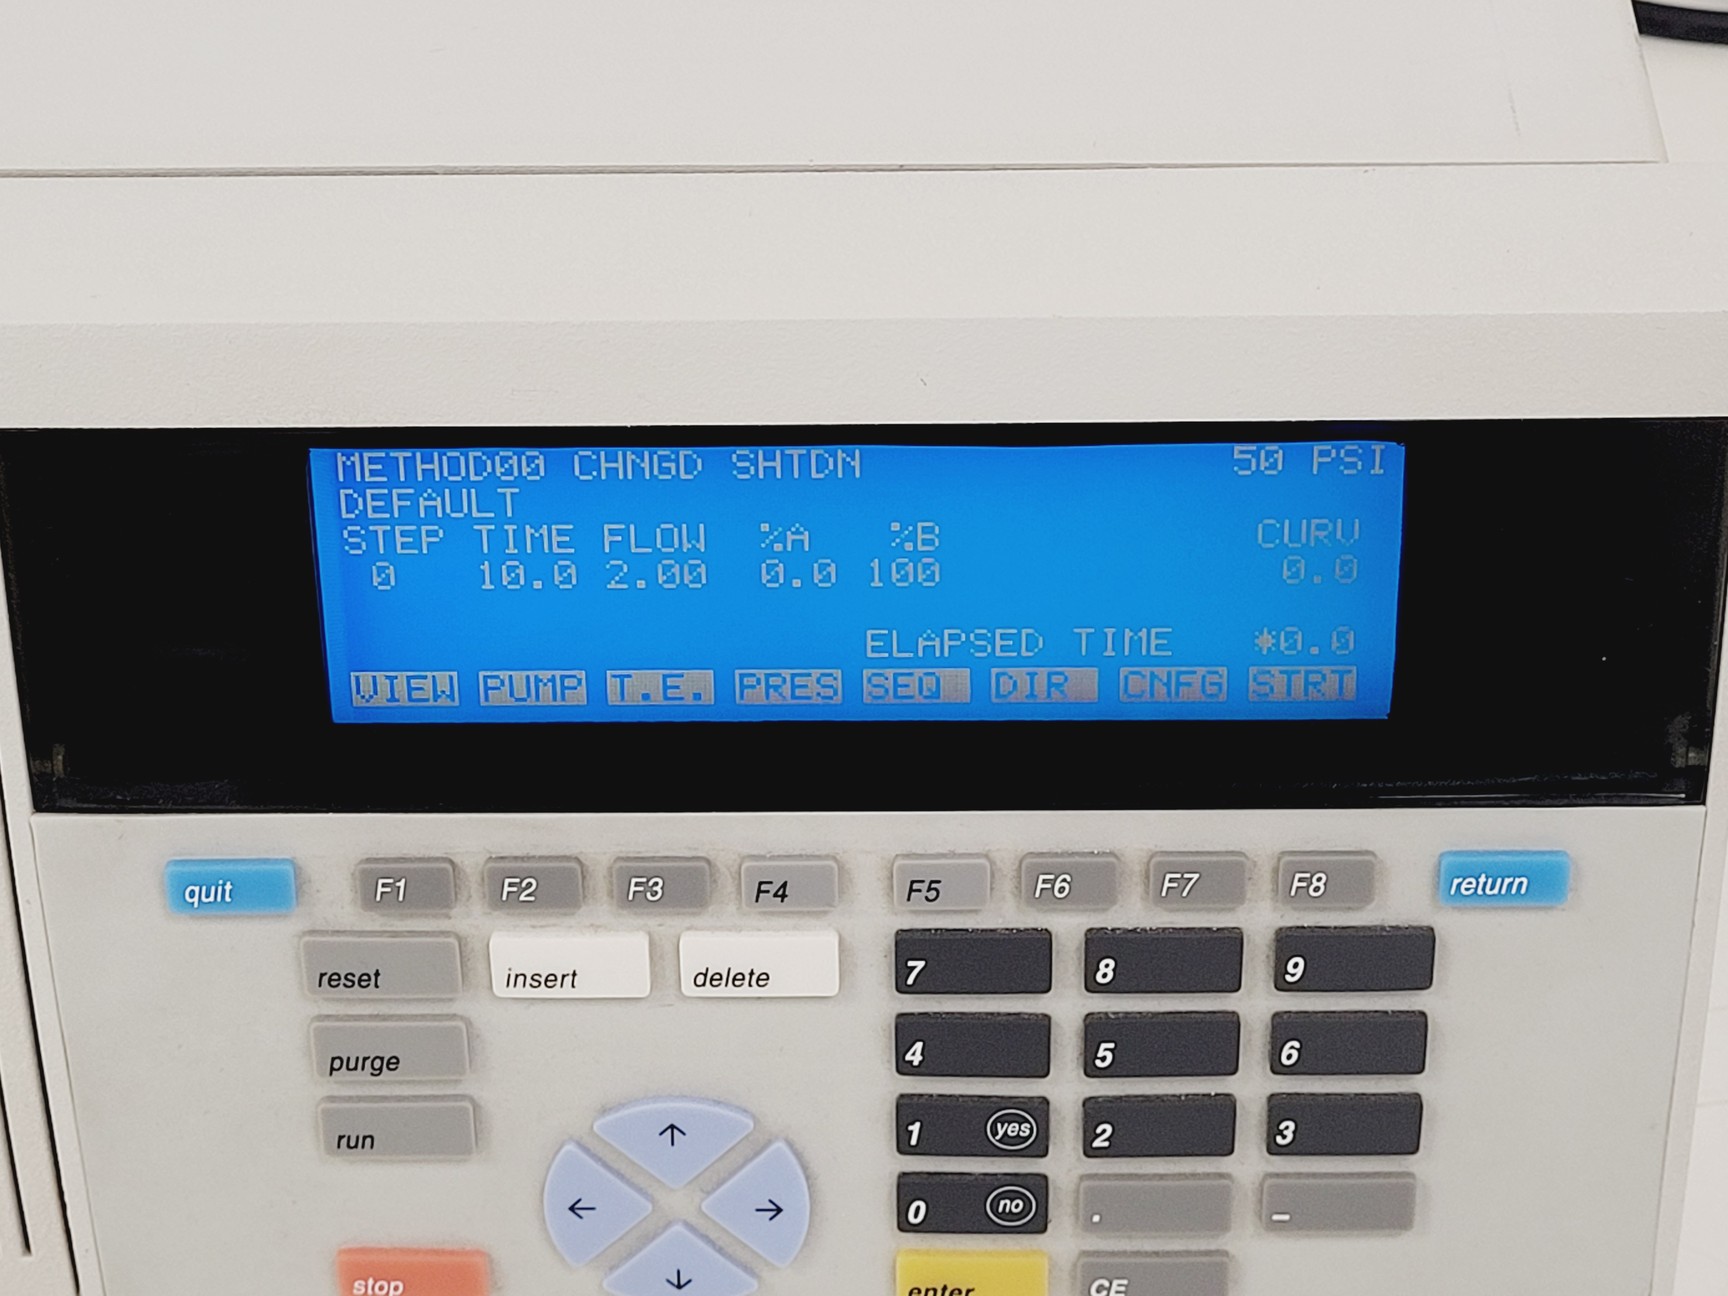 METHOD00 CHNGD SHTDN 50 PSI
DEFAULT
STEP TIME FLOW %A %B CURV
0 10.0 2.00 0.0 100 0.0
ELAPSED TIME *0.0
VIEW PUMP T.E. PRES SEQ DIR CNFG STRT
quit F1 F2 F3 F4 F5 F6 F7 F8 return
reset insert delete 7 8 9
purge 4 5 6
run 1 yes 2 3
← ↑ → ↓
0 no . –
stop enter CE